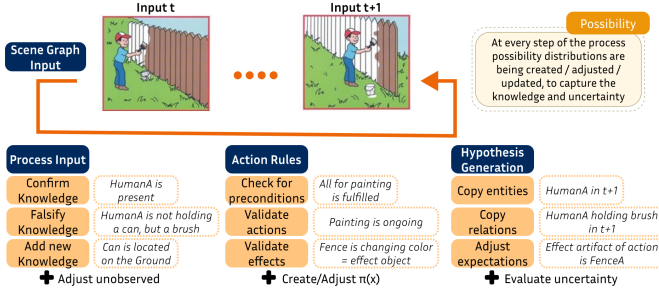 Input t
Input t+1
Scene Graph
Input
Possibility
At every step of the process
possibility distributions are
being created / adjusted /
updated, to capture the
knowledge and uncertainty
Process Input
Confirm
Knowledge
HumanA is
present
Falsify
Knowledge
HumanA is not holding
a can, but a brush
Add new
Knowledge
Can is located
on the Ground
+ Adjust unobserved
Action Rules
Check for
preconditions
All for painting
is fulfilled
Validate
actions
Painting is ongoing
Validate
effects
Fence is changing color
= effect object
+ Create/Adjust π(x)
Hypothesis
Generation
Copy entities
HumanA in t+1
Copy
relations
HumanA holding brush
in t+1
Adjust
expectations
Effect artifact of action
is FenceA
+ Evaluate uncertainty